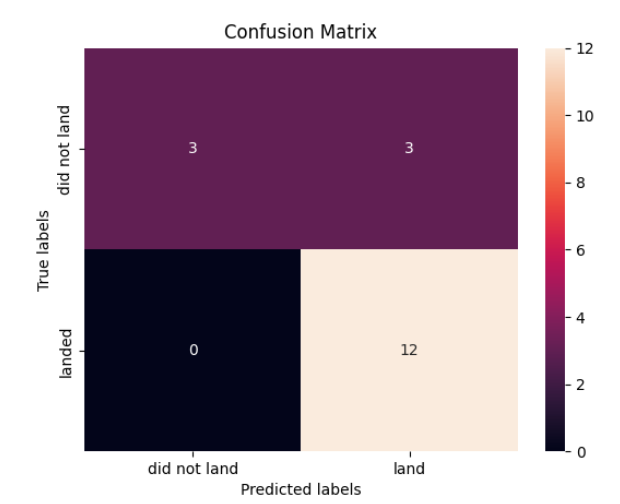 Confusion Matrix
True labels
did not land
landed
3
3
0
12
did not land
land
Predicted labels
12
10
8
6
4
2
0